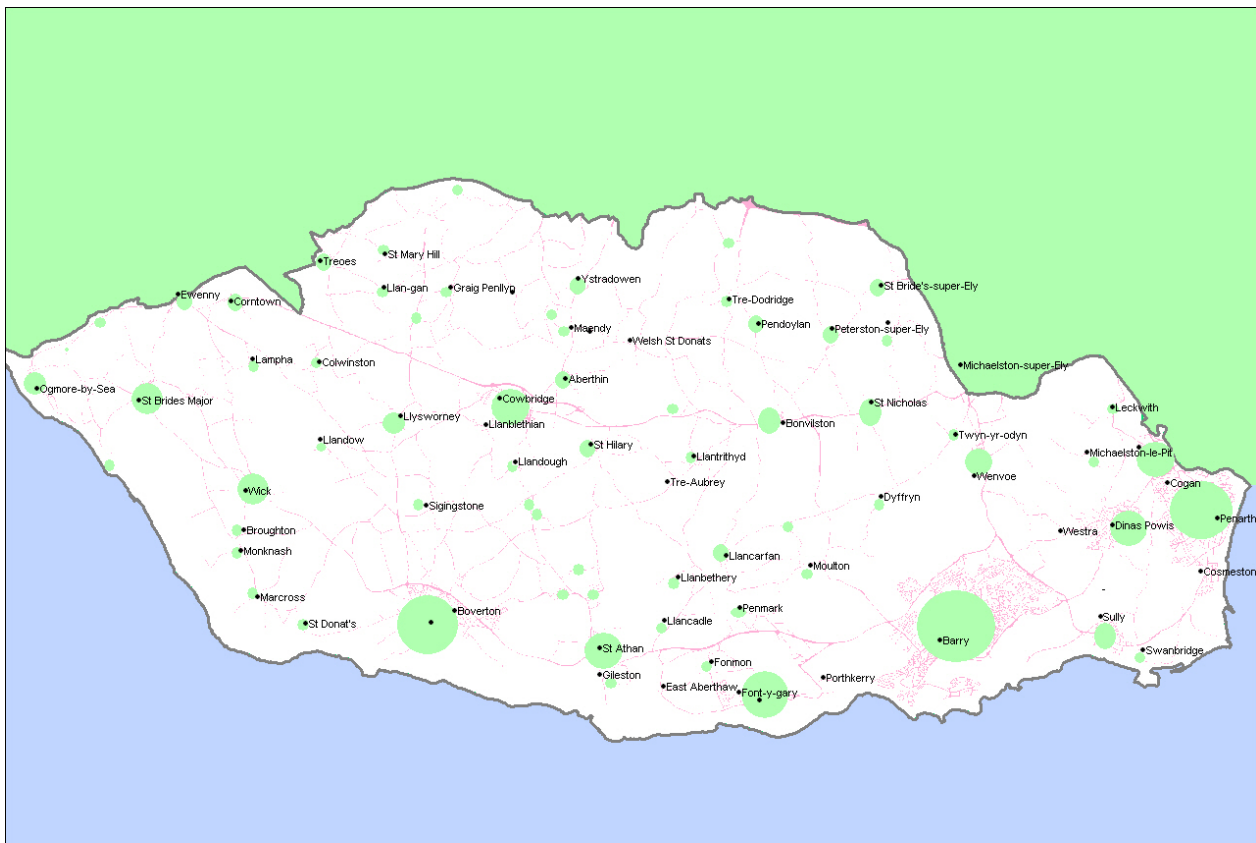 St Mary Hill
Treoes
Ystradowen
St Bride's-super-Ely
Llan-gan
Graig Penllyn
Ewenny
Corntown
Tre-Dodridge
Pendoylan
Peterston-super-Ely
Maendy
Welsh St Donats
Lampha
Colwinston
Michaelston-super-Ely
Aberthin
Ogmore-by-Sea
St Brides Major
Cowbridge
St Nicholas
Leckwith
Llysworney
Llanblethian
Bonvilston
Twyn-yr-odyn
Llandow
St Hilary
Michaelston-le-Pit
Llandough
Llantrithyd
Wenvoe
Tre-Aubrey
Cogan
Wick
Dyffryn
Sigingstone
Penarth
Dinas Powis
Broughton
Westra
Monknash
Llancarfan
Moulton
Cosmeston
Llanbethery
Marcross
Boverton
Penmark
Sully
St Donat's
Llancadle
Barry
St Athan
Swanbridge
Fonmon
Gileston
Porthkerry
East Aberthaw
Font-y-gary